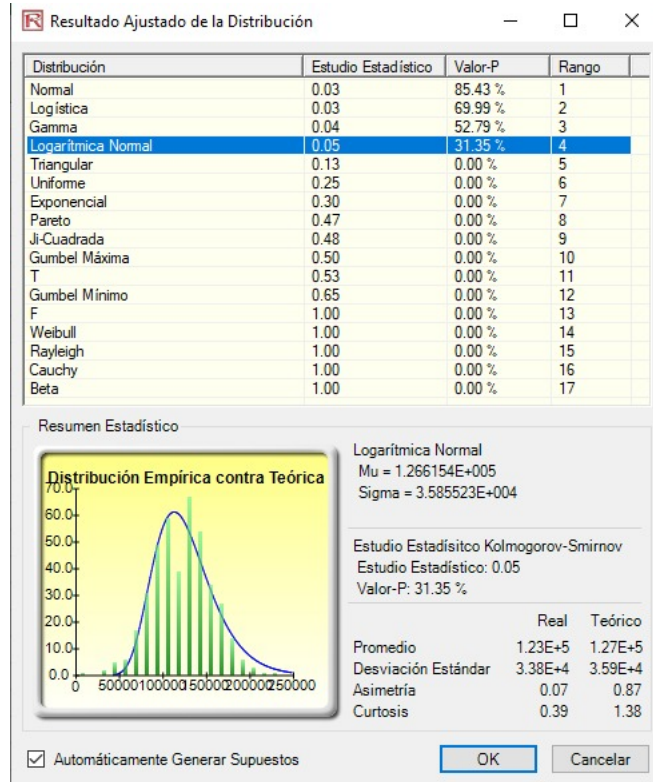 Resultado Ajustado de la Distribución
Distribución Estudio Estadístico Valor-P Rango
Normal 0.03 85.43 % 1
Logística 0.03 69.99 % 2
Gamma 0.04 52.79 % 3
Logarítmica Normal 0.05 31.35 % 4
Triangular 0.13 0.00 % 5
Uniforme 0.25 0.00 % 6
Exponencial 0.30 0.00 % 7
Pareto 0.47 0.00 % 8
Ji-Cuadrada 0.48 0.00 % 9
Gumbel Máxima 0.50 0.00 % 10
T 0.53 0.00 % 11
Gumbel Mínimo 0.65 0.00 % 12
F 1.00 0.00 % 13
Weibull 1.00 0.00 % 14
Rayleigh 1.00 0.00 % 15
Cauchy 1.00 0.00 % 16
Beta 1.00 0.00 % 17
Resumen Estadístico
Distribución Empírica contra Teórica
70.0
60.0
50.0
40.0
30.0
20.0
10.0
0.0
0 50000 100000 150000 200000 250000
Logarítmica Normal
Mu = 1.266154E+005
Sigma = 3.585523E+004
Estudio Estadísitco Kolmogorov-Smirnov
Estudio Estadístico: 0.05
Valor-P: 31.35 %
Real Teórico
Promedio 1.23E+5 1.27E+5
Desviación Estándar 3.38E+4 3.59E+4
Asimetría 0.07 0.87
Curtosis 0.39 1.38
Automáticamente Generar Supuestos
OK
Cancelar